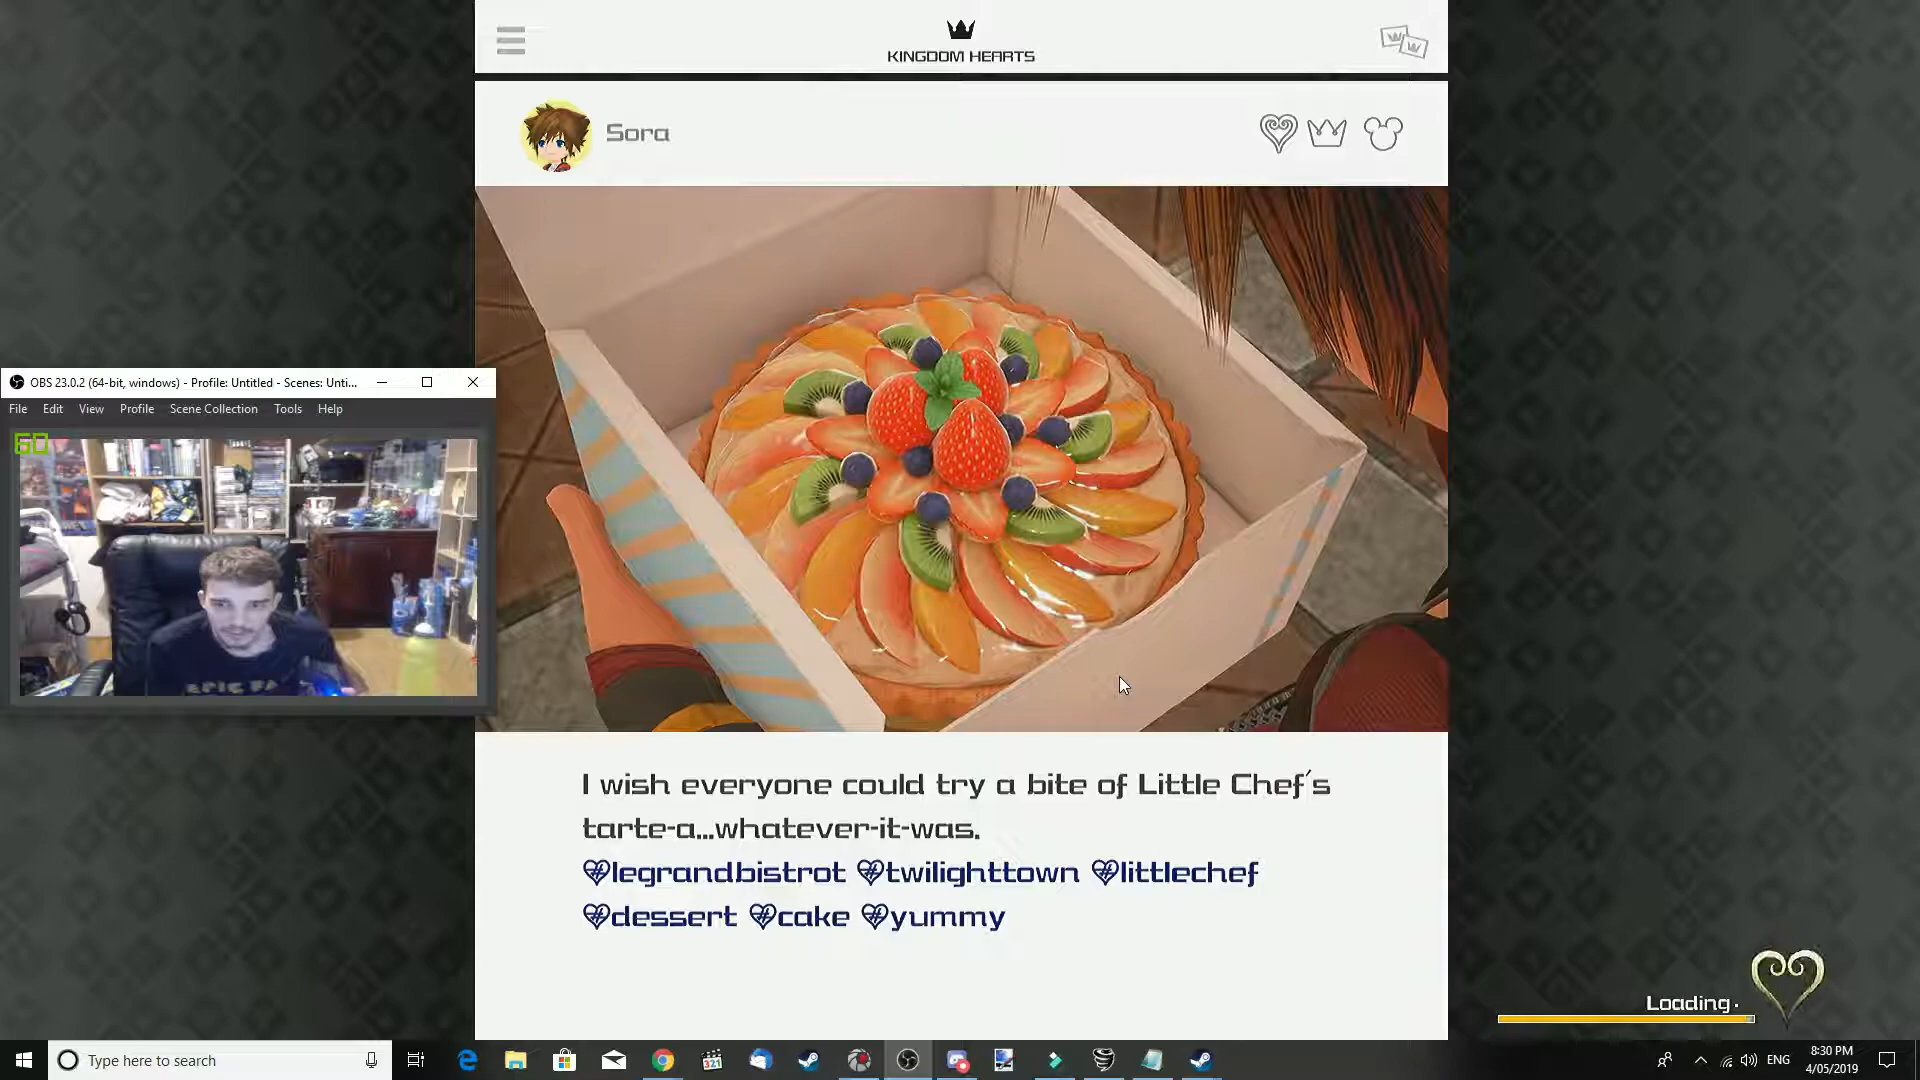 KINGDOM HEARTS
Sora
OBS 23.0.2 (64-bit, windows) - Profile: Untitled - Scenes: Unti...
File Edit View Profile Scene Collection Tools Help
60
I wish everyone could try a bite of Little Chef's
tarte-a...whatever-it-was.
#legrandbistrot #twilighttown #littlechef
#dessert #cake #yummy
Loading.
Type here to search
321
ENG
8:30 PM
4/05/2019